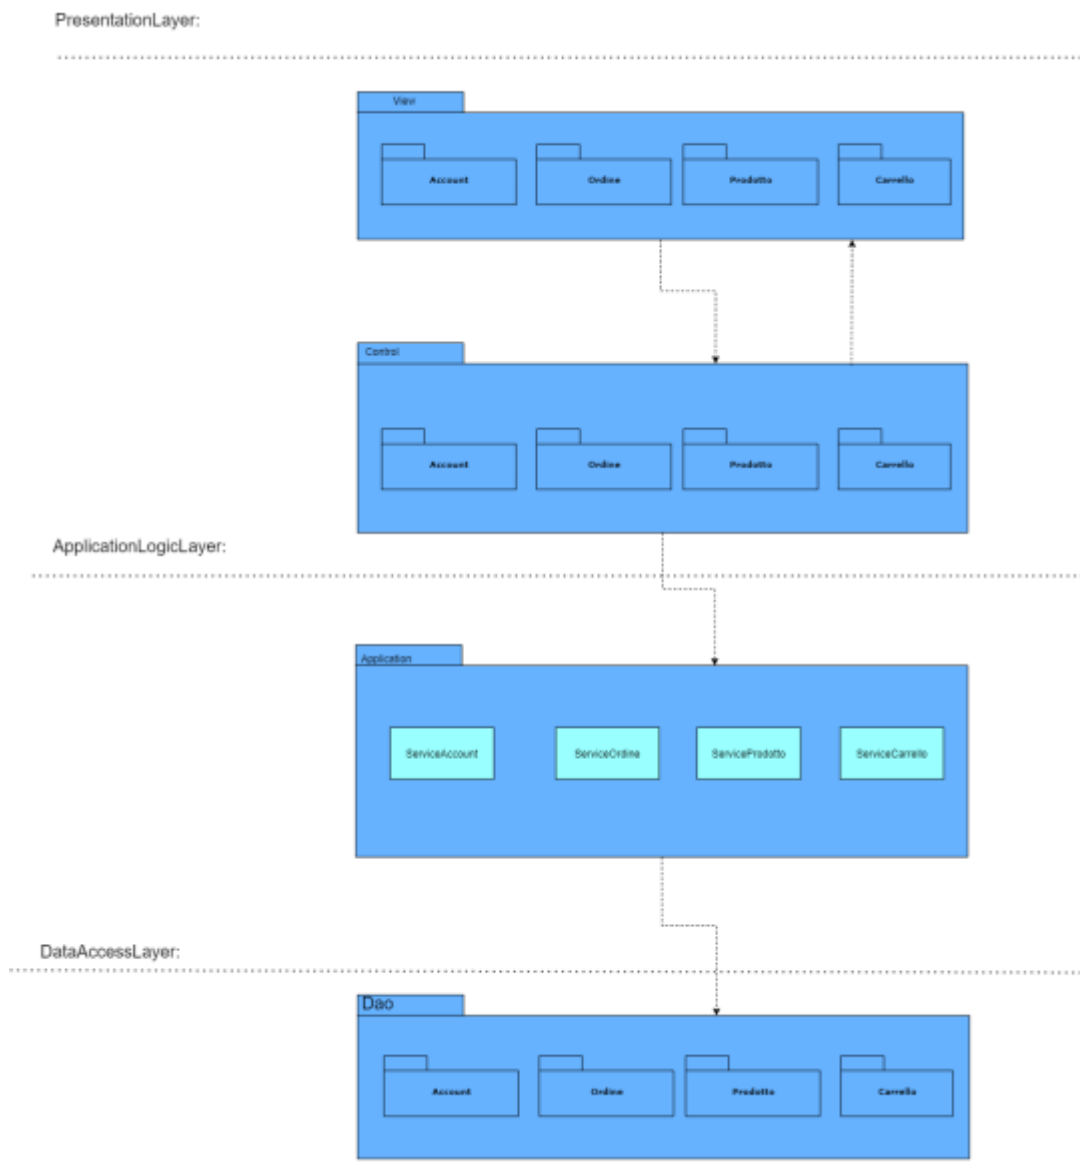 PresentationLayer:
View
Account
Ordine
Prodotto
Carrello
Control
Account
Ordine
Prodotto
Carrello
ApplicationLogicLayer:
Application
ServiceAccount
ServiceOrdine
ServiceProdotto
ServiceCarrello
DataAccessLayer:
Dao
Account
Ordine
Prodotto
Carrello